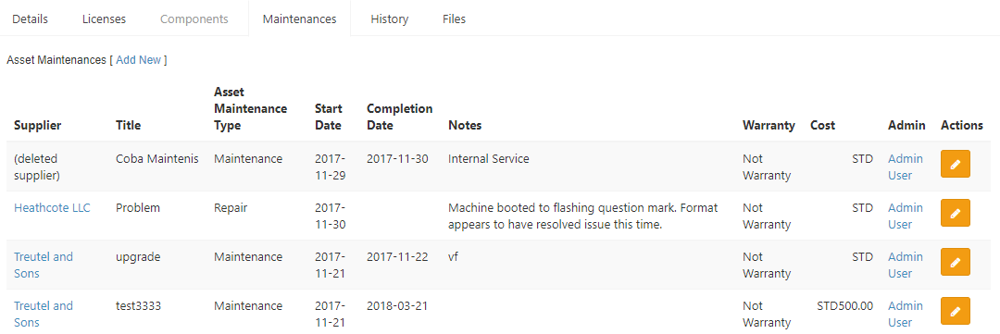 Details Licenses Components Maintenances History Files
Asset Maintenances [ Add New ]
Supplier Title Asset Maintenance Type Start Date Completion Date Notes Warranty Cost Admin Actions
(deleted supplier) Coba Maintenis Maintenance 2017-11-29 2017-11-30 Internal Service Not Warranty STD Admin User
Heathcote LLC Problem Repair 2017-11-30 Machine booted to flashing question mark. Format appears to have resolved issue this time. Not Warranty STD Admin User
Treutel and Sons upgrade Maintenance 2017-11-21 2017-11-22 vf Not Warranty STD Admin User
Treutel and Sons test3333 Maintenance 2017-11-21 2018-03-21 Not Warranty STD500.00 Admin User